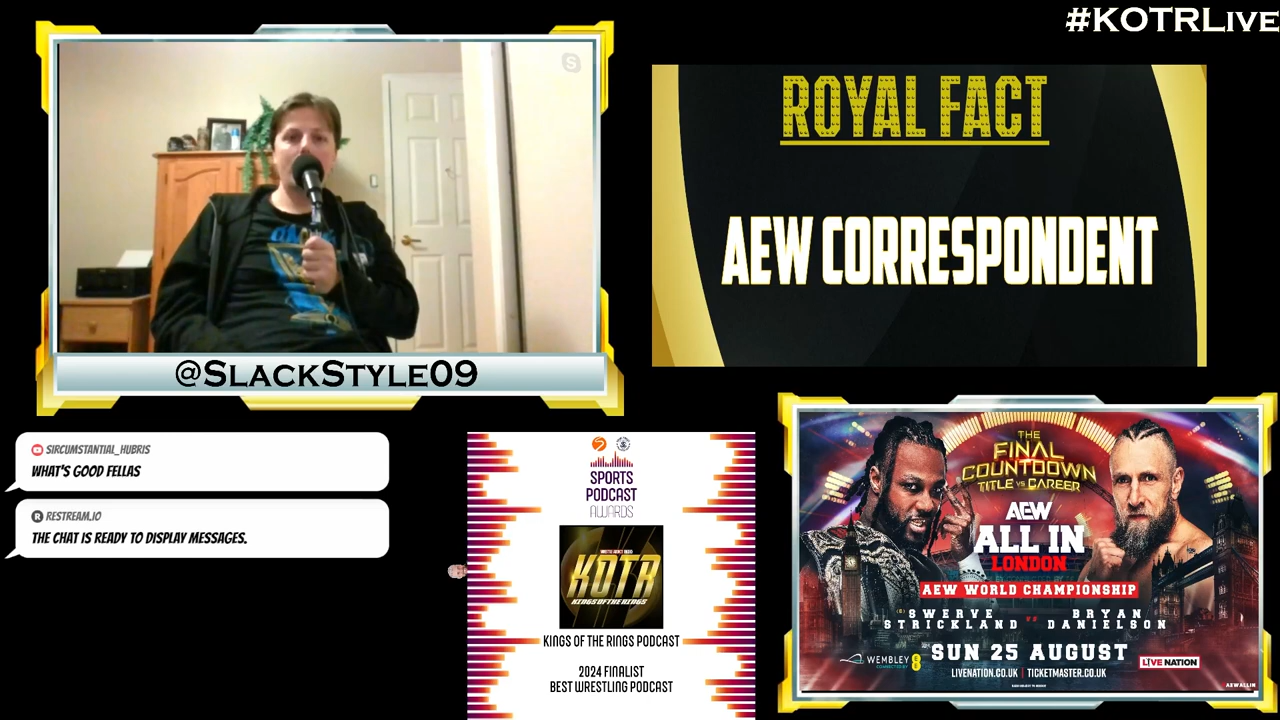 #KOTRLive
ROYAL FACT
AEW CORRESPONDENT
@SlackStyle09
SIRCUMSTANTIAL_HUBRIS
WHAT'S GOOD FELLAS
RESTREAM.IO
THE CHAT IS READY TO DISPLAY MESSAGES.
SPORTS
PODCAST
AWARDS
KOTR
KINGS OF THE RINGS
KINGS OF THE RINGS PODCAST
2024 FINALIST
BEST WRESTLING PODCAST
THE
FINAL
COUNTDOWN
TITLE VS CAREER
AEW
ALL IN
LONDON
AEW WORLD CHAMPIONSHIP
(C) SWERVE STRICKLAND VS BRYAN DANIELSON
SUN 25 AUGUST
WEMBLEY
LIVE NATION
LIVENATION.CO.UK | TICKETMASTER.CO.UK